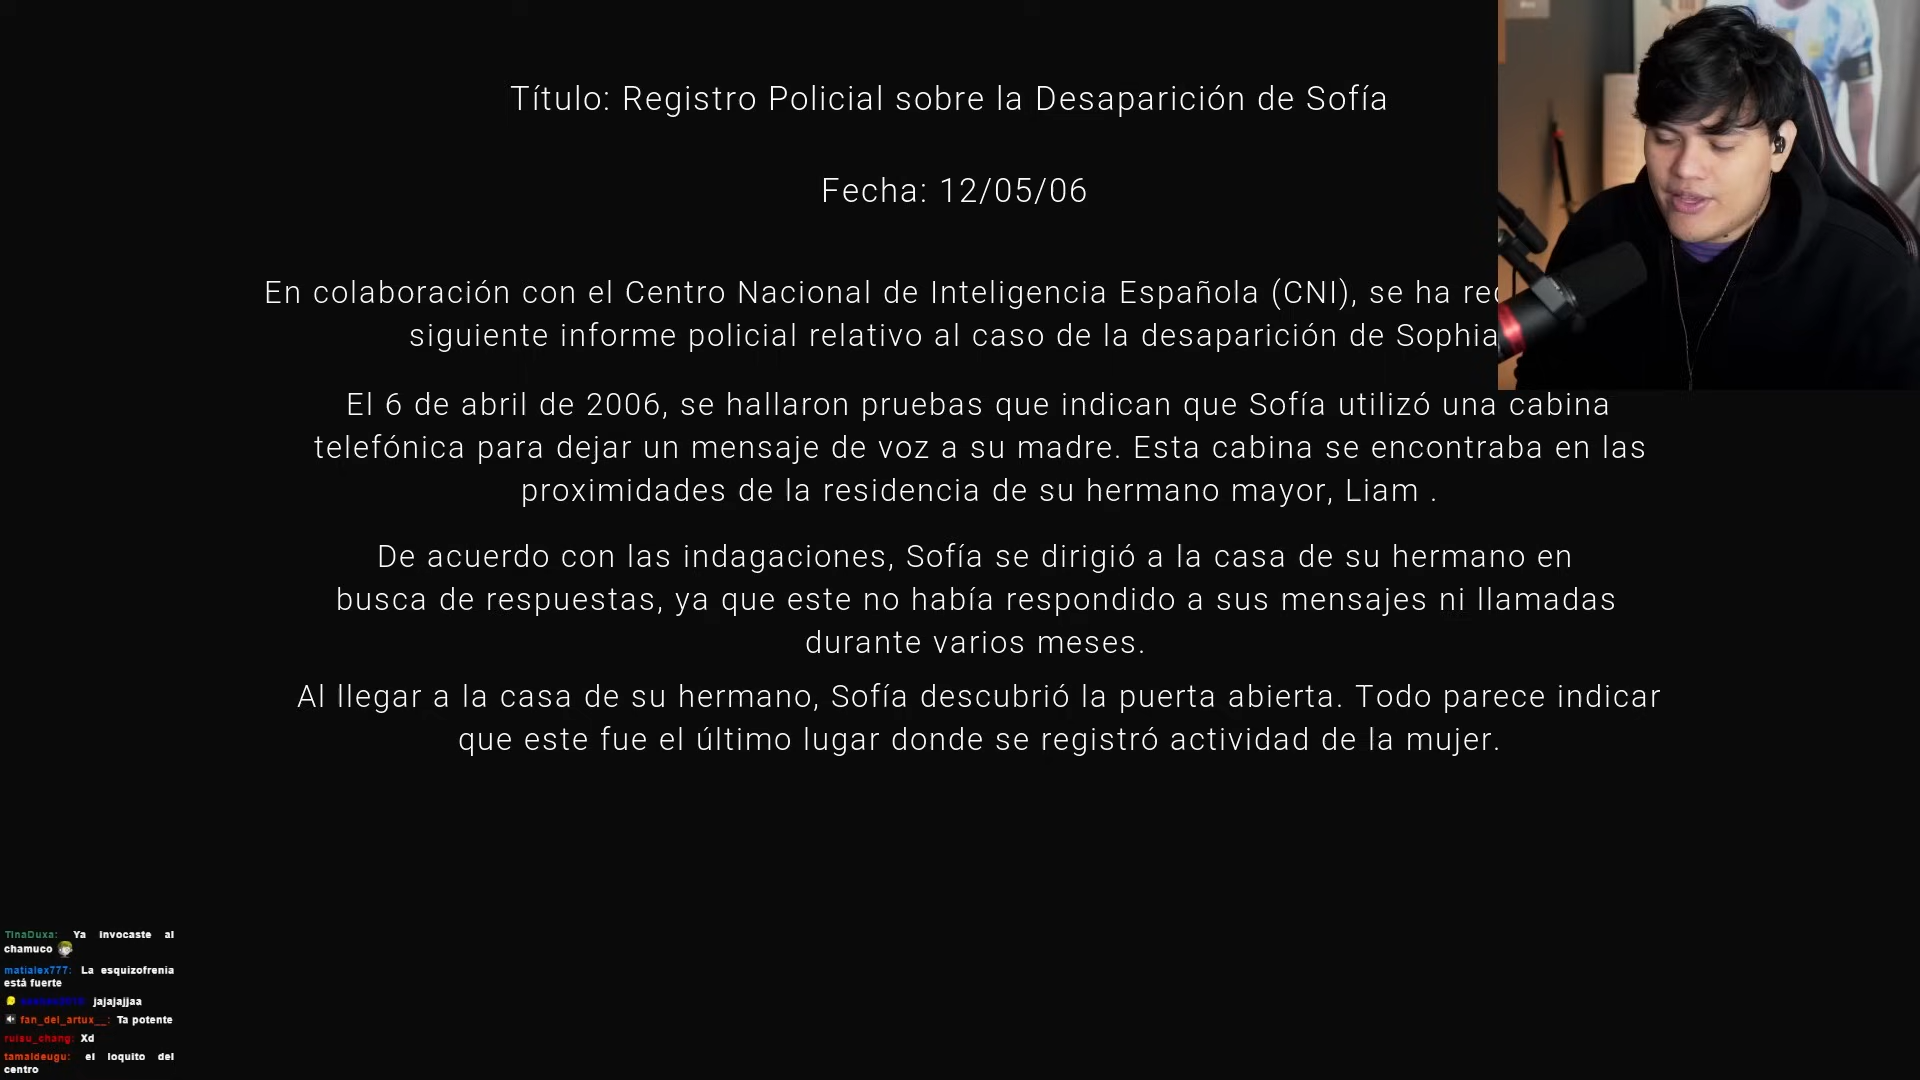 Título: Registro Policial sobre la Desaparición de Sofía
Fecha: 12/05/06
En colaboración con el Centro Nacional de Inteligencia Española (CNI), se ha
siguiente informe policial relativo al caso de la desaparición de Sophia
El 6 de abril de 2006, se hallaron pruebas que indican que Sofía utilizó una cabina
telefónica para dejar un mensaje de voz a su madre. Esta cabina se encontraba en las
proximidades de la residencia de su hermano mayor, Liam .
De acuerdo con las indagaciones, Sofía se dirigió a la casa de su hermano en
busca de respuestas, ya que este no había respondido a sus mensajes ni llamadas
durante varios meses.
Al llegar a la casa de su hermano, Sofía descubrió la puerta abierta. Todo parece indicar
que este fue el último lugar donde se registró actividad de la mujer.
TinaDuxa: Ya invocaste al
chamuco
matialex777: La esquizofrenia
está fuerte
jajajajjaa
fan_del_artux__: Ta potente
ruisu_chang: Xd
tamaldeugu: el loquito del
centro